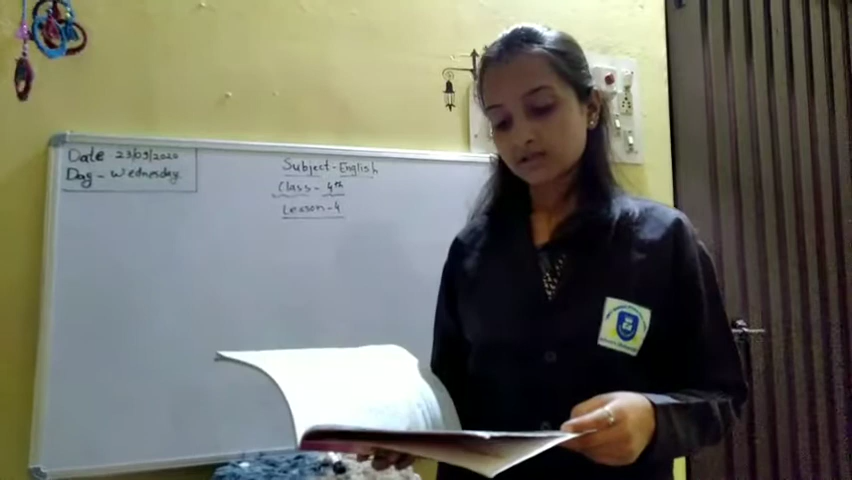 Date 23/09/2020
Day - Wednesday
Subject - English
Class - 4th
Lesson - 4